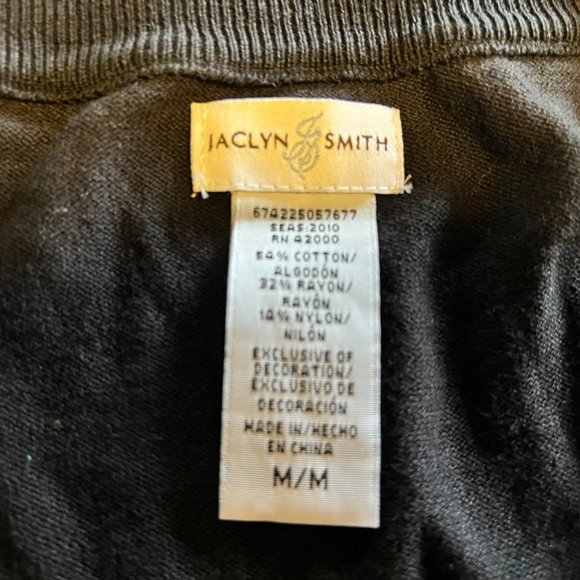 JACLYN JS SMITH
674225057677
SEAS:2010
RN 42000
54% COTTON/
ALGODÓN
32% RAYON/
RAYÓN
14% NYLON/
NILÓN
EXCLUSIVE OF
DECORATION/
EXCLUSIVO DE
DECORACIÓN
MADE IN/HECHO
EN CHINA
M/M